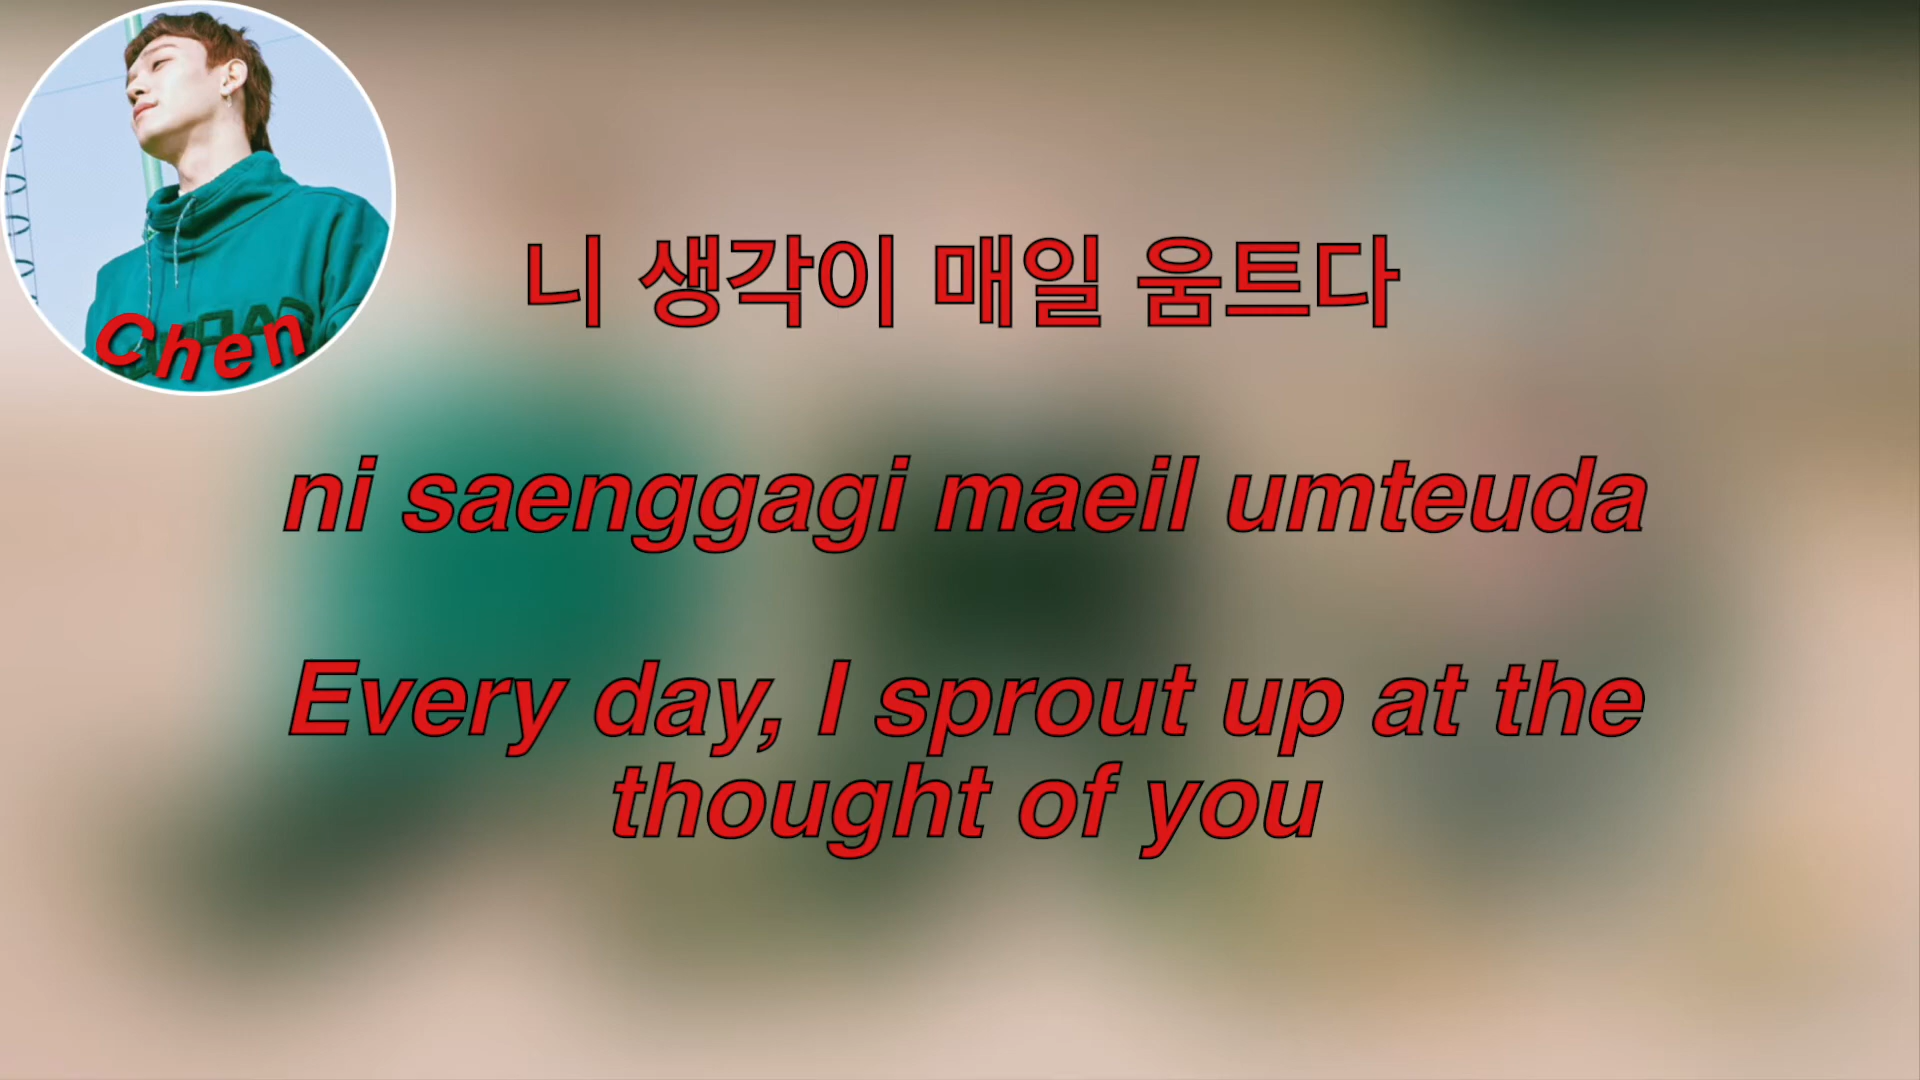 Chen
니 생각이 매일 움트다
ni saenggagi maeil umteuda
Every day, I sprout up at the
thought of you